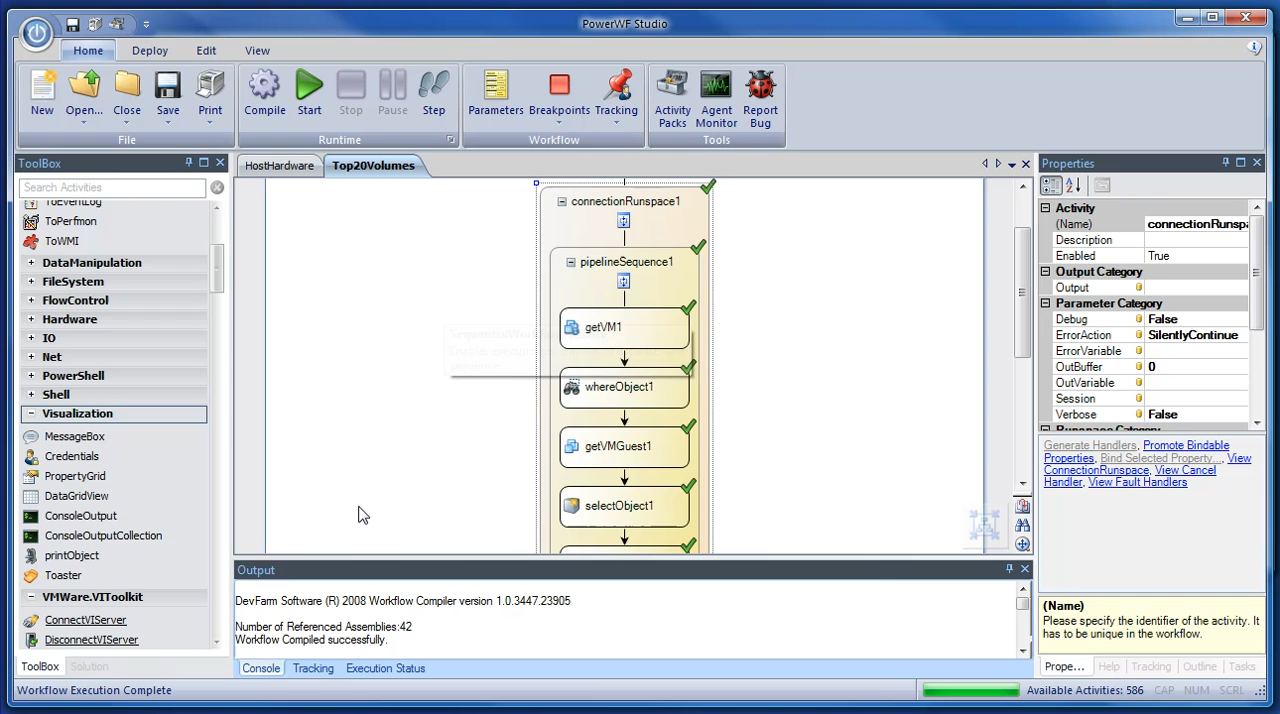 PowerWF Studio
Home Deploy Edit View
New Open... Close Save Print
File
Compile Start Stop Pause Step
Runtime
Parameters Breakpoints Tracking
Workflow
Activity Packs Agent Monitor Report Bug
Tools
ToolBox
Search Activities
ToEventLog
ToPerfmon
ToWMI
DataManipulation
FileSystem
FlowControl
Hardware
IO
Net
PowerShell
Shell
Visualization
MessageBox
Credentials
PropertyGrid
DataGridView
ConsoleOutput
ConsoleOutputCollection
printObject
Toaster
VMWare.VIToolkit
ConnectVIServer
DisconnectVIServer
ToolBox Solution
HostHardware Top20Volumes
connectionRunspace1
pipelineSequence1
getVM1
whereObject1
getVMGuest1
selectObject1
Output
DevFarm Software (R) 2008 Workflow Compiler version 1.0.3447.23905
Number of Referenced Assemblies:42
Workflow Compiled successfully.
Console Tracking Execution Status
Properties
Activity
(Name) connectionRunspa
Description
Enabled True
Output Category
Output
Parameter Category
Debug False
ErrorAction SilentlyContinue
ErrorVariable
OutBuffer 0
OutVariable
Session
Verbose False
Runspace Category
Generate Handlers, Promote Bindable
Properties, Bind Selected Property..., View
ConnectionRunspace, View Cancel
Handler, View Fault Handlers
(Name)
Please specify the identifier of the activity. It
has to be unique in the workflow.
Prope... Help Tracking Outline Tasks
Workflow Execution Complete
Available Activities: 586 CAP NUM SCRL